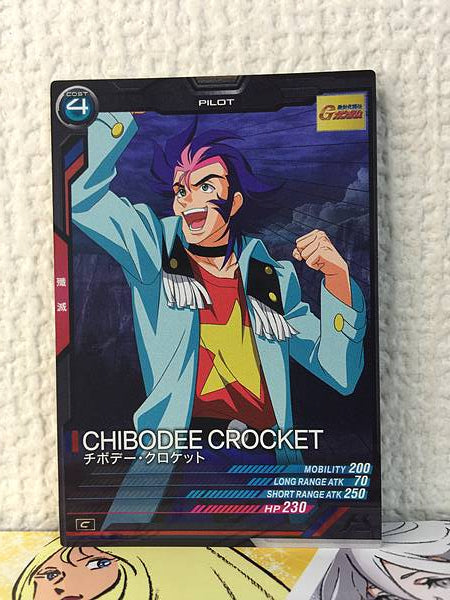 COST
4
PILOT
機動武闘伝
Gガンダム
殲滅
CHIBODEE CROCKET
チボデー・クロケット
MOBILITY 200
LONG RANGE ATK 70
SHORT RANGE ATK 250
HP 230
C